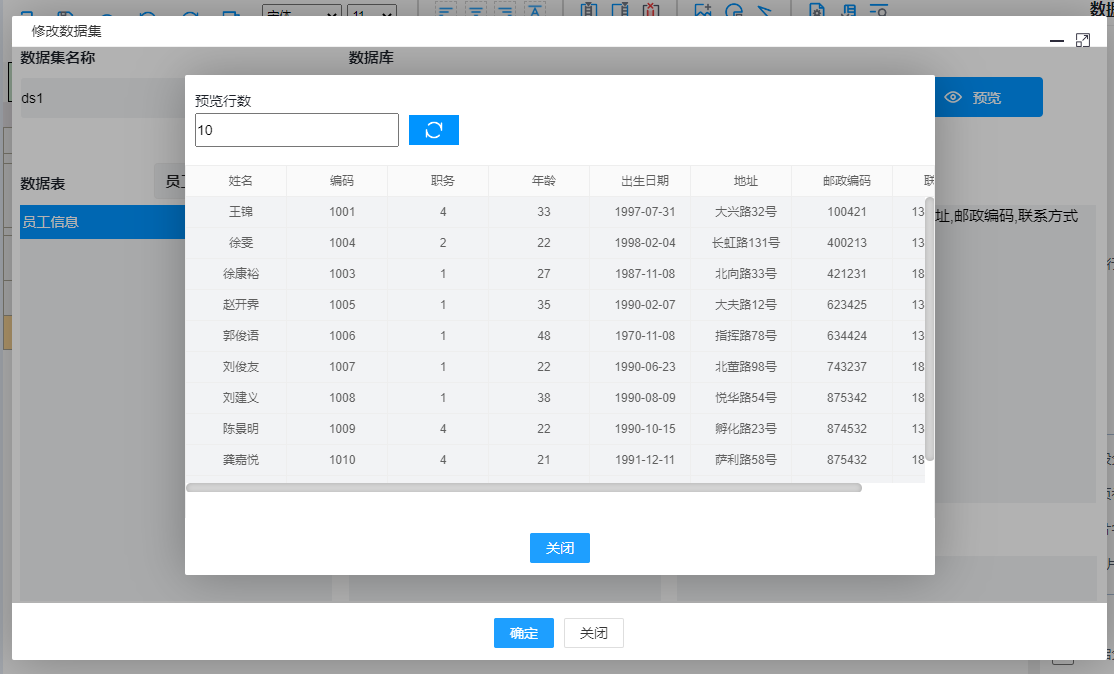 宋体 11
修改数据集
数据集名称 数据库
ds1
预览
预览行数
10
数据表
员工信息
址,邮政编码,联系方式
姓名 编码 职务 年龄 出生日期 地址 邮政编码 联
王锦 1001 4 33 1997-07-31 大兴路32号 100421 13
徐雯 1004 2 22 1998-02-04 长虹路131号 400213 13
徐康裕 1003 1 27 1987-11-08 北向路33号 421231 18
赵开霁 1005 1 35 1990-02-07 大夫路12号 623425 13
郭俊语 1006 1 48 1970-11-08 指挥路78号 634424 13
刘俊友 1007 1 22 1990-06-23 北堇路98号 743237 18
刘建义 1008 1 38 1990-08-09 悦华路54号 875342 18
陈景明 1009 4 22 1990-10-15 孵化路23号 874532 13
龚嘉悦 1010 4 21 1991-12-11 萨利路58号 875432 18
关闭
确定 关闭